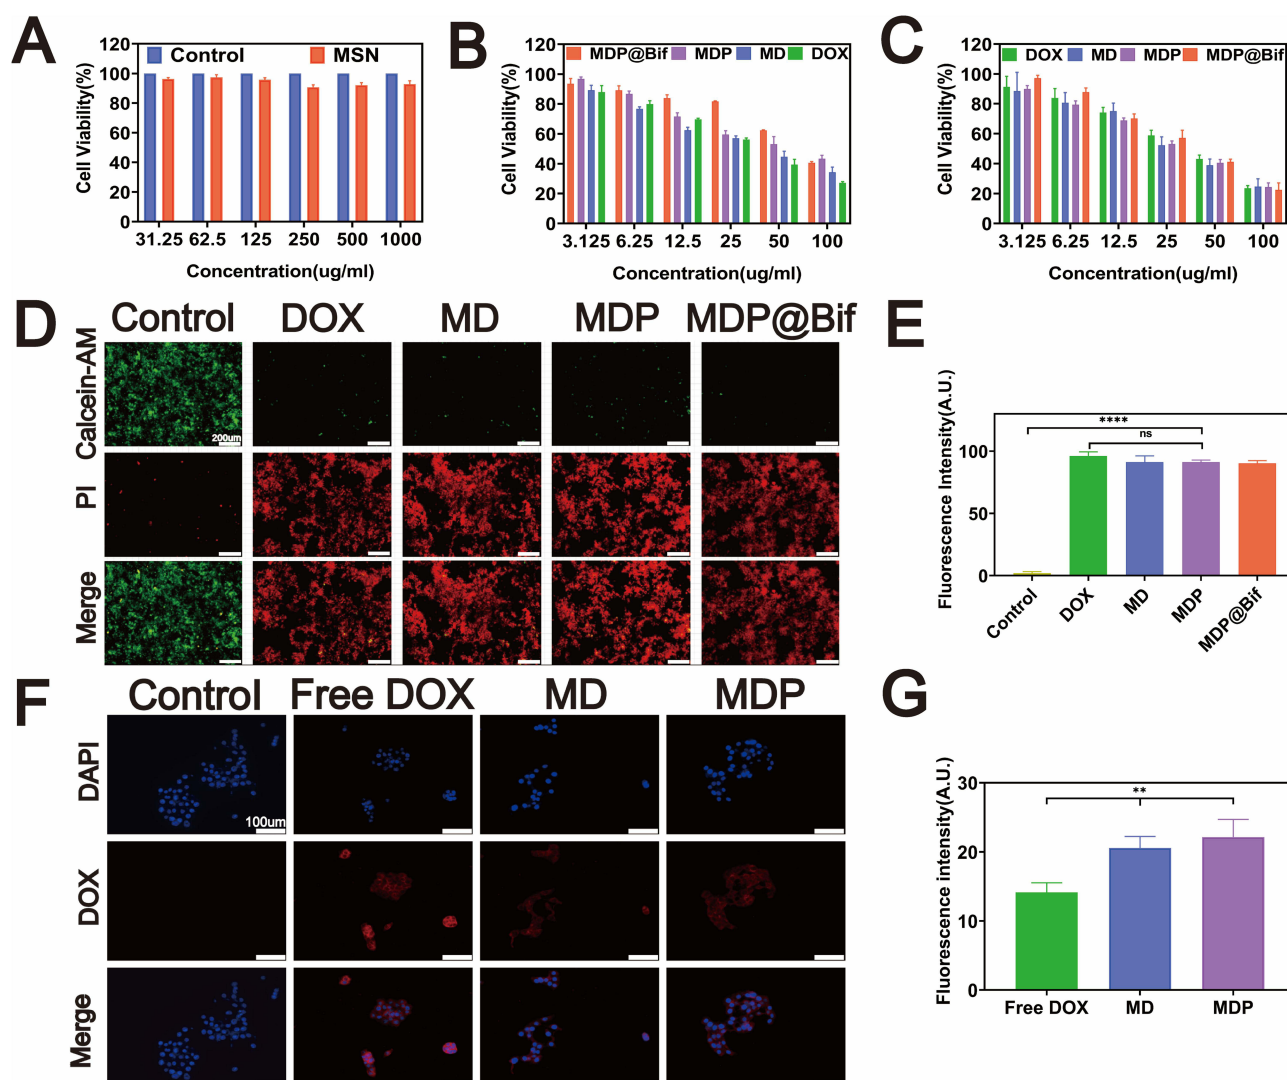 A
Cell Viability(%)
120
100
80
60
40
20
0
Control
MSN
31.25 62.5 125 250 500 1000
Concentration(ug/ml)
B
Cell Viability(%)
120
100
80
60
40
20
0
MDP@Bif MDP MD DOX
3.125 6.25 12.5 25 50 100
Concentration(ug/ml)
C
Cell Viability(%)
120
100
80
60
40
20
0
DOX MD MDP MDP@Bif
3.125 6.25 12.5 25 50 100
Concentration(ug/ml)
D
Control DOX MD MDP MDP@Bif
Calcein-AM
200um
PI
Merge
E
Fluorescence Intensity(A.U.)
100
50
0
****
ns
Control DOX MD MDP MDP@Bif
F
Control Free DOX MD MDP
DAPI
100um
DOX
Merge
G
Fluorescence intensity(A.U.)
30
20
10
0
**
Free DOX MD MDP